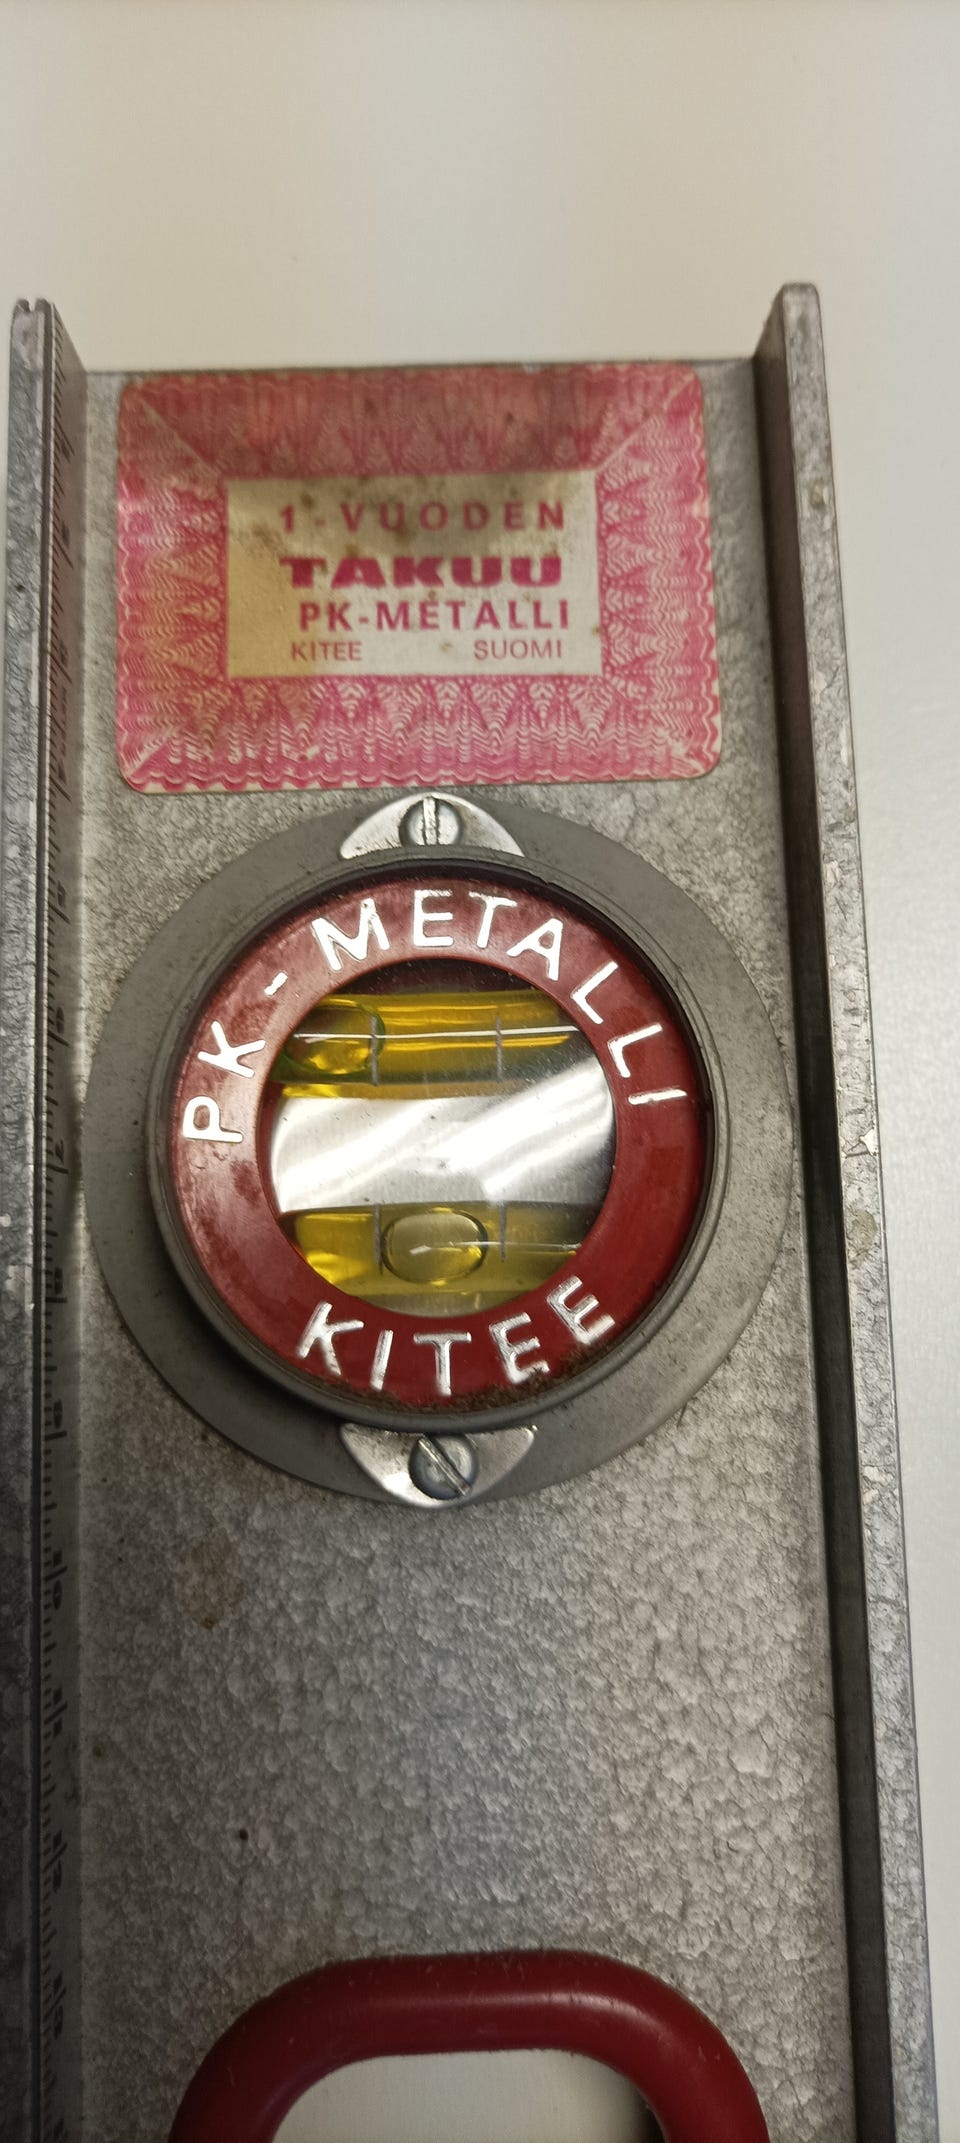 1-VUODEN
TAKUU
PK-METALLI
KITEE SUOMI
PK-METALLI
KITEE